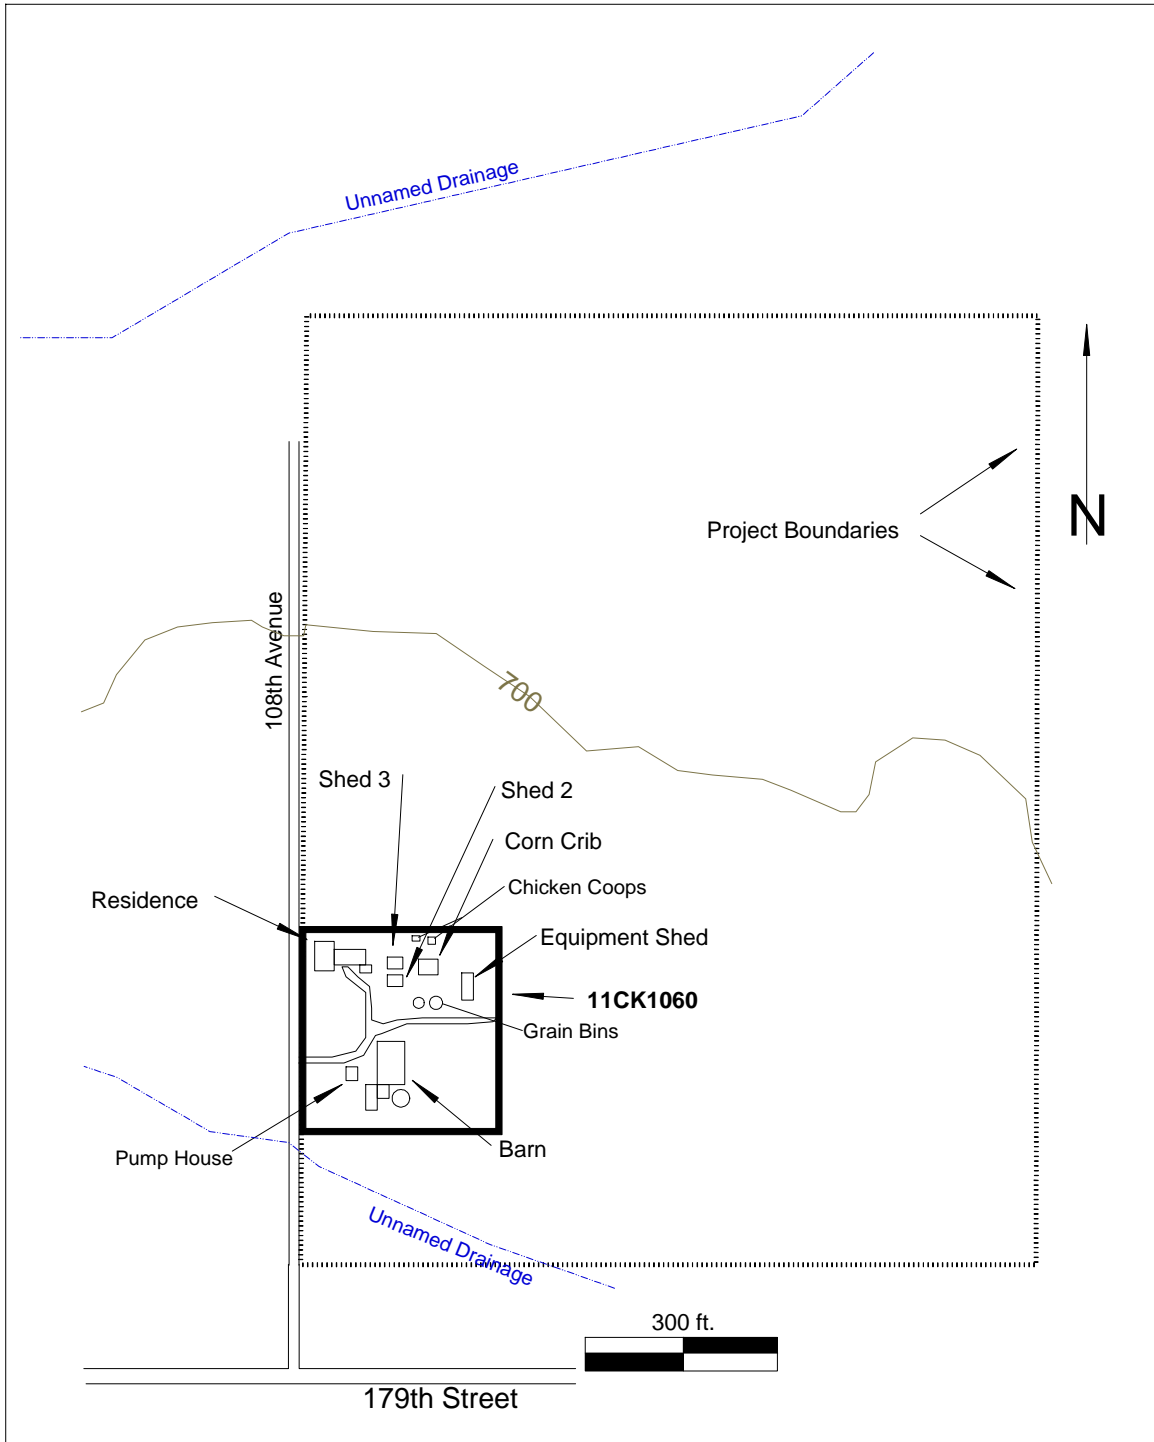 Unnamed Drainage
N
Project Boundaries
108th Avenue
700
Shed 3
Shed 2
Corn Crib
Chicken Coops
Residence
Equipment Shed
11CK1060
Grain Bins
Barn
Pump House
Unnamed Drainage
300 ft.
179th Street